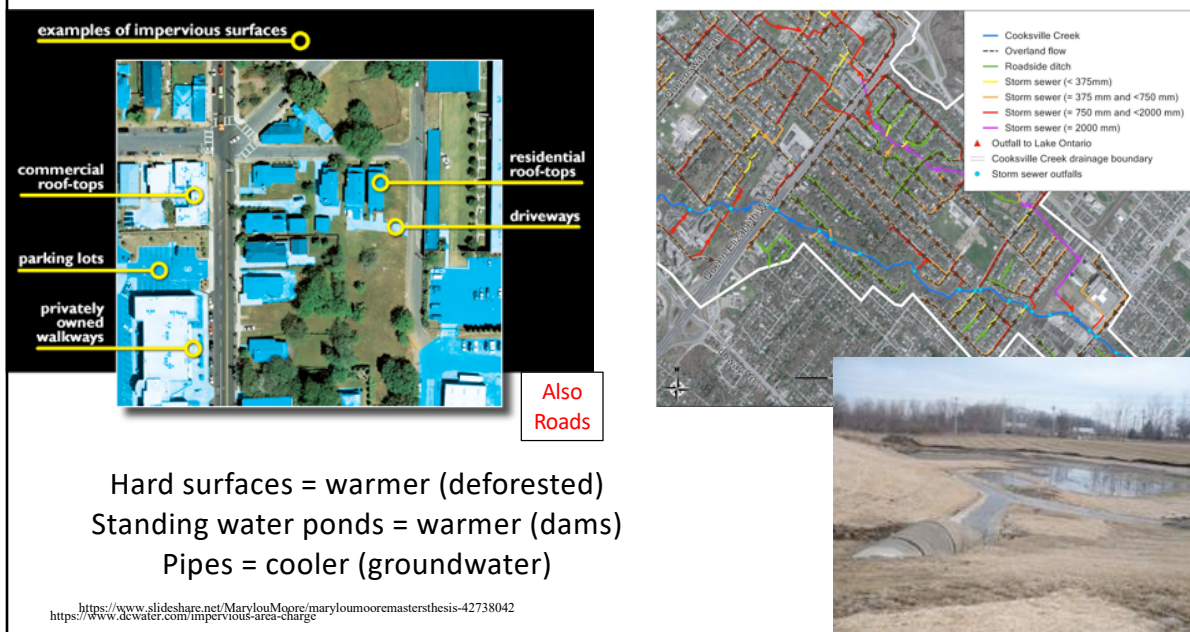 examples of impervious surfaces
commercial
roof-tops
parking lots
privately
owned
walkways
residential
roof-tops
driveways
Also
Roads
Cooksville Creek
Overland flow
Roadside ditch
Storm sewer (< 375mm)
Storm sewer (= 375 mm and <750 mm)
Storm sewer (= 750 mm and <2000 mm)
Storm sewer (= 2000 mm)
Outfall to Lake Ontario
Cooksville Creek drainage boundary
Storm sewer outfalls
N
Hard surfaces = warmer (deforested)
Standing water ponds = warmer (dams)
Pipes = cooler (groundwater)
https://www.slideshare.net/MarylouMoore/maryloumooremastersthesis-42738042
https://www.dcwater.com/impervious-area-charge